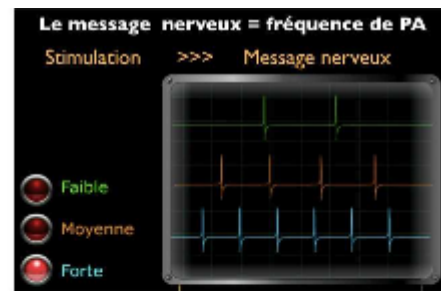 Le message nerveux = fréquence de PA
Stimulation >>> Message nerveux
Faible
Moyenne
Forte